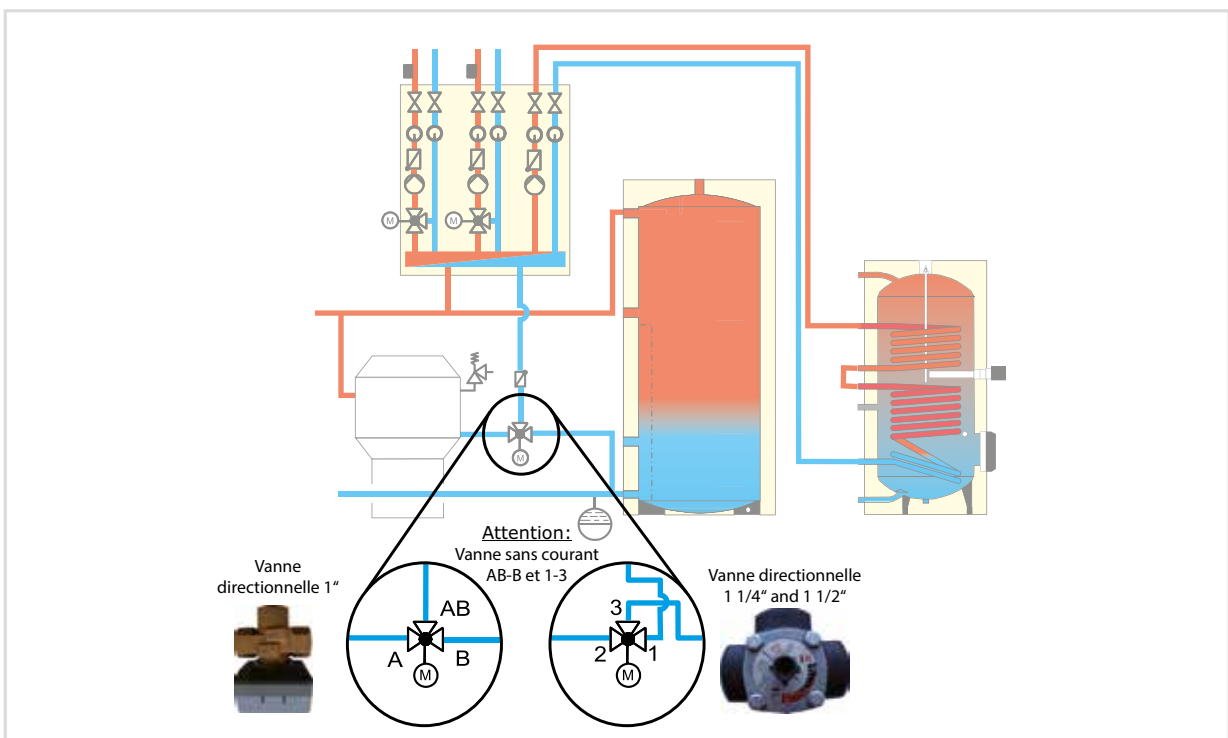 M
M
M
Attention:
Vanne sans courant
AB-B et 1-3
Vanne
directionnelle 1“
Vanne directionnelle
1 1/4“ and 1 1/2“
AB
A
B
M
3
2
1
M